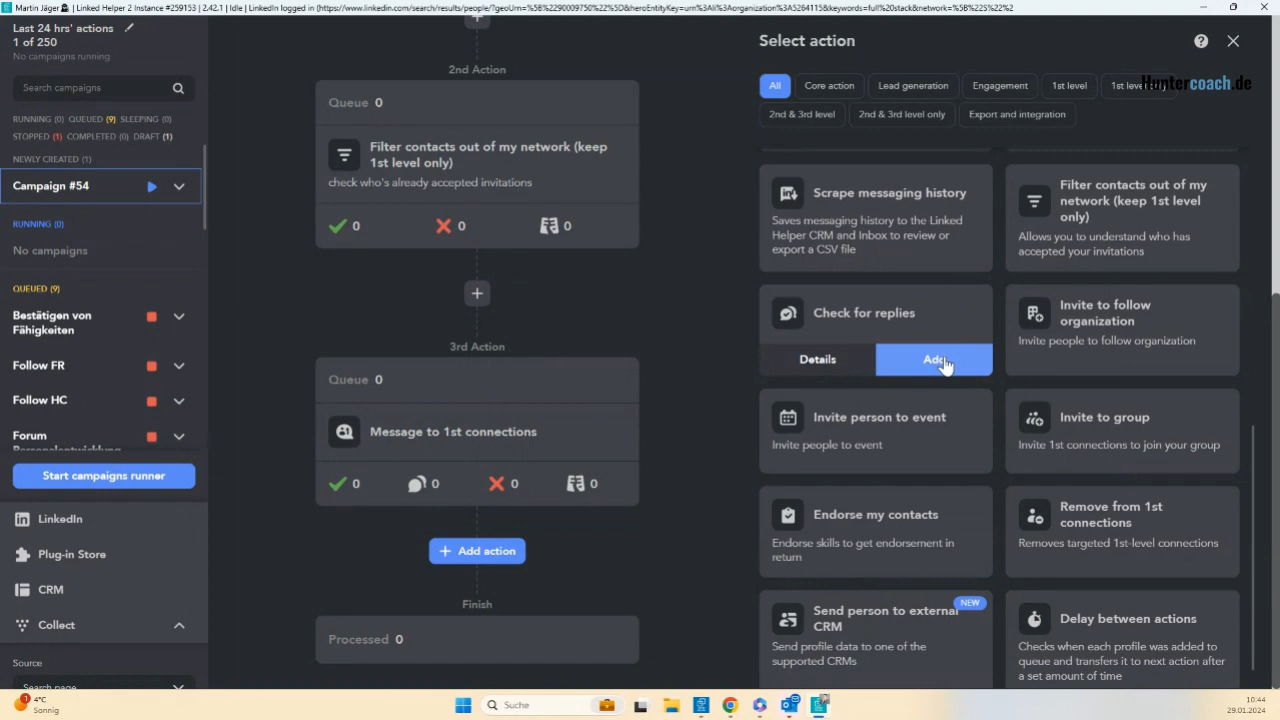 Martin Jäger | Linked Helper 2 Instance #259153 | 2.42.1 | Idle | LinkedIn logged in (https://www.linkedin.com/search/results/people/?geoUrn=%5B%2290009750%22%5D&heroEntityKey=urn%3Ali%3Aorganization%3A5264115&keywords=full%20stack&network=%5B%22S%22%2
Last 24 hrs' actions
1 of 250
No campaigns running
Search campaigns
RUNNING (0) QUEUED (9) SLEEPING (0)
STOPPED (1) COMPLETED (0) DRAFT (1)
NEWLY CREATED (1)
Campaign #54
RUNNING (0)
No campaigns
QUEUED (9)
Bestätigen von
Fähigkeiten
Follow FR
Follow HC
Forum
Personalentwicklung
Start campaigns runner
LinkedIn
Plug-in Store
CRM
Collect
Source
Search page
2nd Action
Queue 0
Filter contacts out of my network (keep
1st level only)
check who's already accepted invitations
0 0 0
3rd Action
Queue 0
Message to 1st connections
0 0 0 0
+ Add action
Finish
Processed 0
Select action
Huntercoach.de
All Core action Lead generation Engagement 1st level 1st level only
2nd & 3rd level 2nd & 3rd level only Export and integration
Scrape messaging history
Saves messaging history to the Linked
Helper CRM and Inbox to review or
export a CSV file
Filter contacts out of my
network (keep 1st level
only)
Allows you to understand who has
accepted your invitations
Check for replies
Details Add
Invite to follow
organization
Invite people to follow organization
Invite person to event
Invite people to event
Invite to group
Invite 1st connections to join your group
Endorse my contacts
Endorse skills to get endorsement in
return
Remove from 1st
connections
Removes targeted 1st-level connections
NEW
Send person to external
CRM
Send profile data to one of the
supported CRMs
Delay between actions
Checks when each profile was added to
queue and transfers it to next action after
a set amount of time
1
4°C
Sonnig
Suche
10:44
29.01.2024